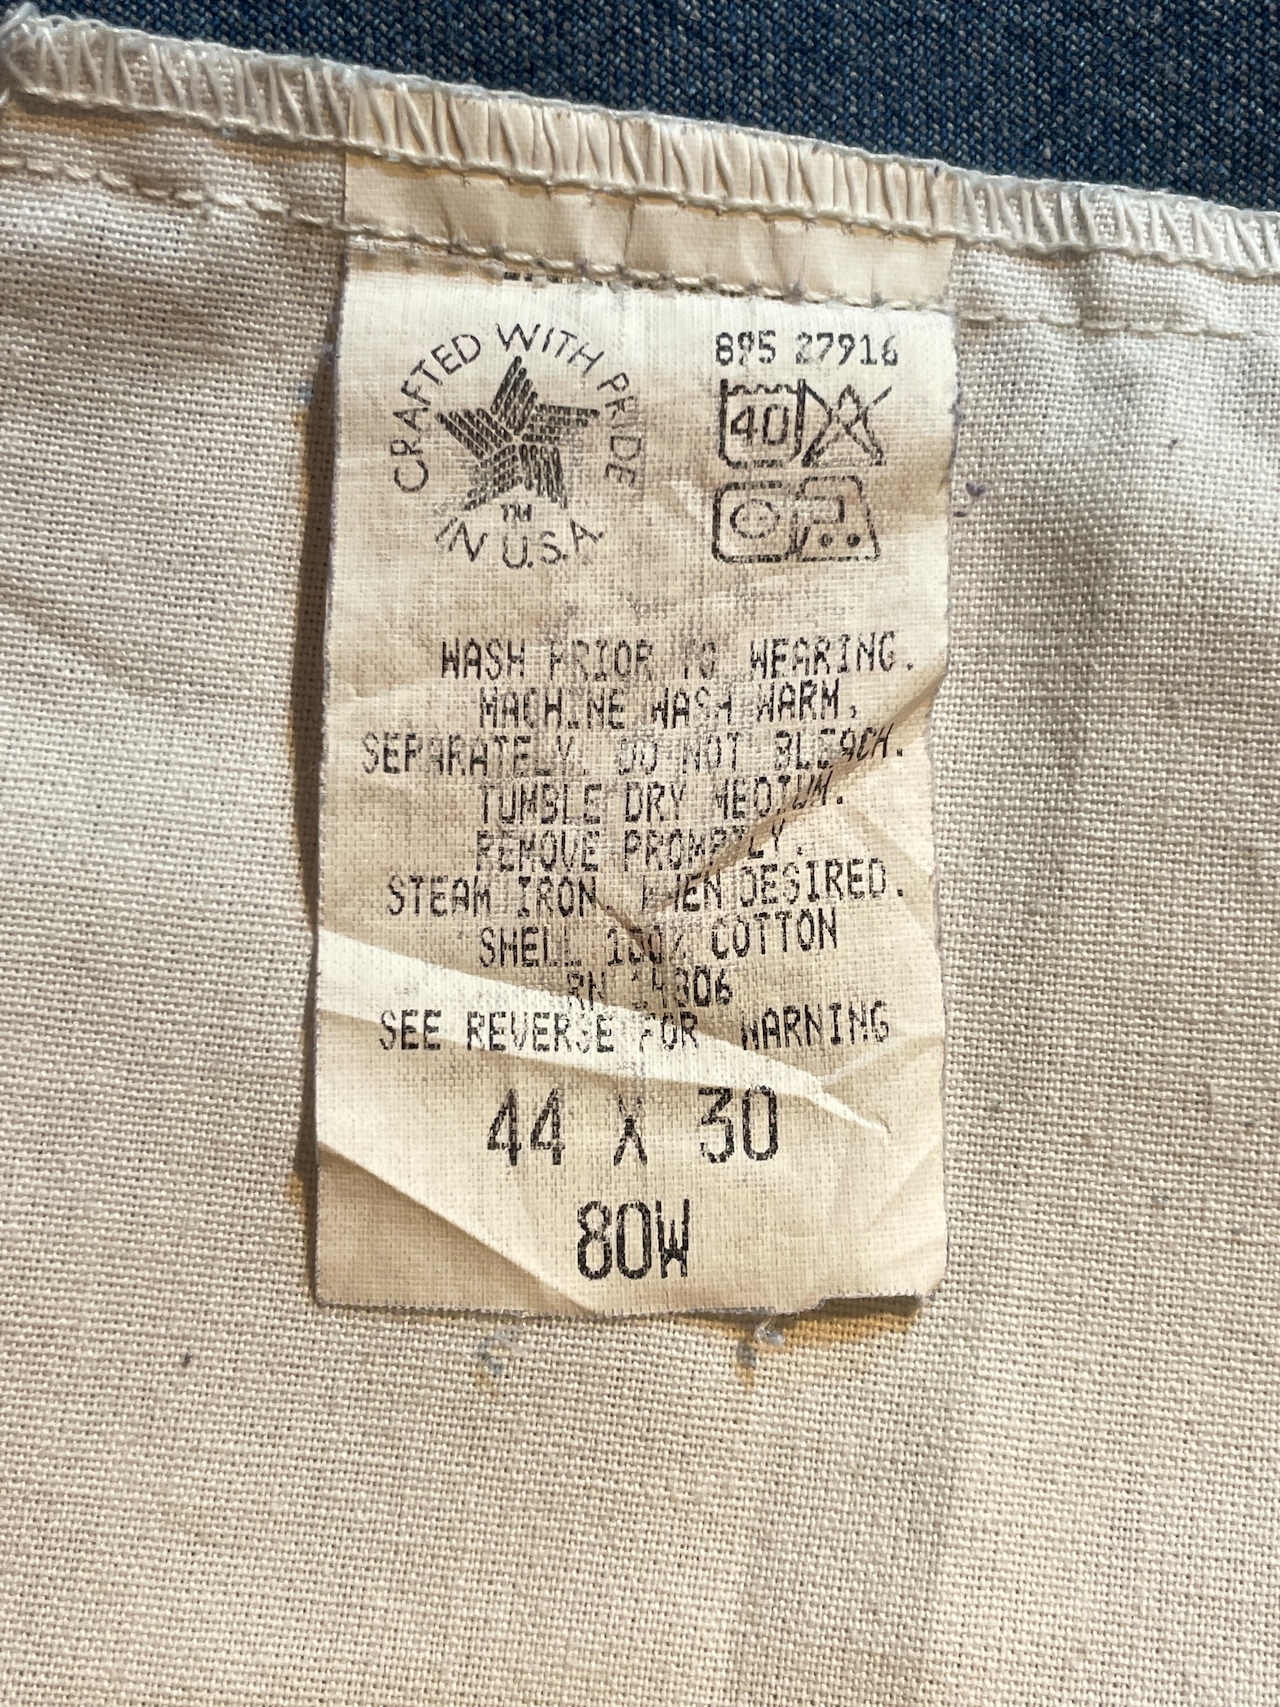 CRAFTED WITH PRIDE
TM
IN U.S.A.
895 27916
40
WASH PRIOR TO WEARING.
MACHINE WASH WARM,
SEPARATELY. DO NOT BLEACH.
TUMBLE DRY MEDIUM.
REMOVE PROMPTLY.
STEAM IRON, WHEN DESIRED.
SHELL 100% COTTON
RN 14806
SEE REVERSE FOR WARNING
44 X 30
80W